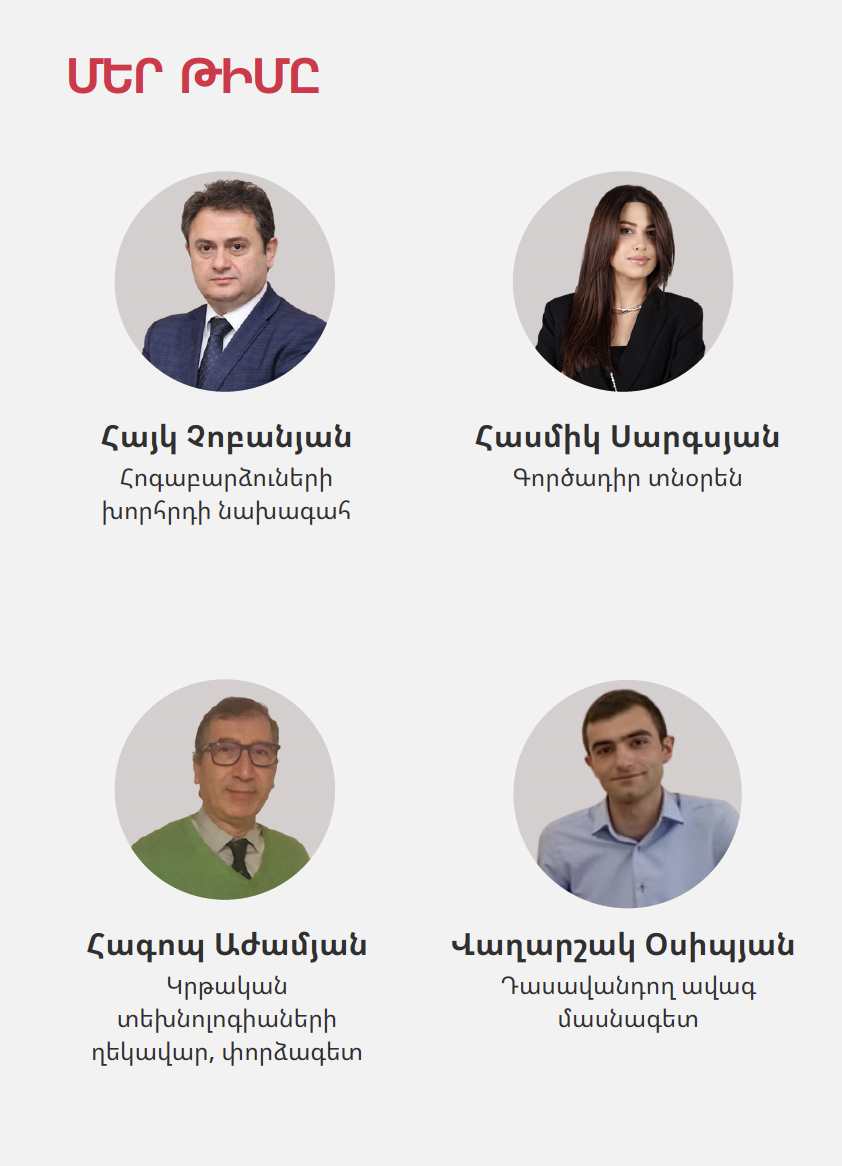 ՄԵՐ ԹԻՄԸ
Հայկ Չոբանյան
Հոգաբարձուների
խորհրդի նախագահ
Հասմիկ Սարգսյան
Գործադիր տնօրեն
Հագոպ Աժամյան
Կրթական
տեխնոլոգիաների
ղեկավար, փորձագետ
Վաղարշակ Օսիպյան
Դասավանդող ավագ
մասնագետ